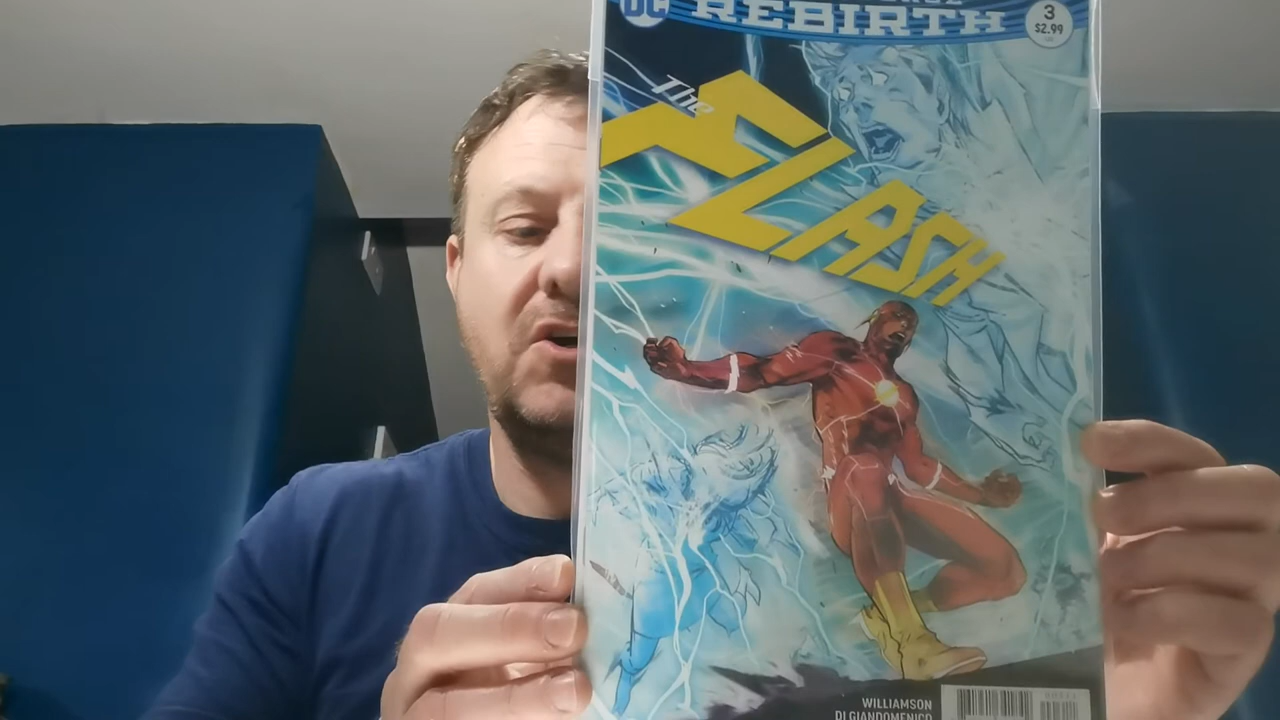 DC
REBIRTH
3
$2.99
The
FLASH
WILLIAMSON
DI GIANDOMENICO